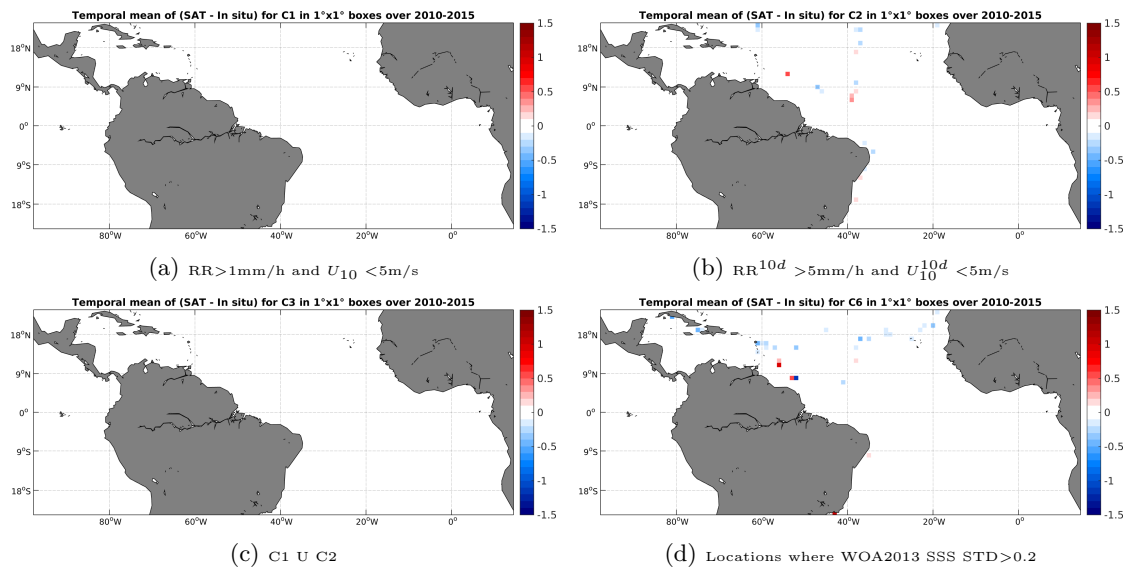 Temporal mean of (SAT - In situ) for C1 in 1°x1° boxes over 2010-2015
18°N
9°N
0°
9°S
18°S
80°W 60°W 40°W 20°W 0°
1.5
1
0.5
0
-0.5
-1
-1.5
(a) RR>1mm/h and U10 <5m/s
Temporal mean of (SAT - In situ) for C2 in 1°x1° boxes over 2010-2015
18°N
9°N
0°
9°S
18°S
80°W 60°W 40°W 20°W 0°
1.5
1
0.5
0
-0.5
-1
-1.5
(b) RR^10d >5mm/h and U10^10d <5m/s
Temporal mean of (SAT - In situ) for C3 in 1°x1° boxes over 2010-2015
18°N
9°N
0°
9°S
18°S
80°W 60°W 40°W 20°W 0°
1.5
1
0.5
0
-0.5
-1
-1.5
(c) C1 U C2
Temporal mean of (SAT - In situ) for C6 in 1°x1° boxes over 2010-2015
18°N
9°N
0°
9°S
18°S
80°W 60°W 40°W 20°W 0°
1.5
1
0.5
0
-0.5
-1
-1.5
(d) Locations where WOA2013 SSS STD>0.2